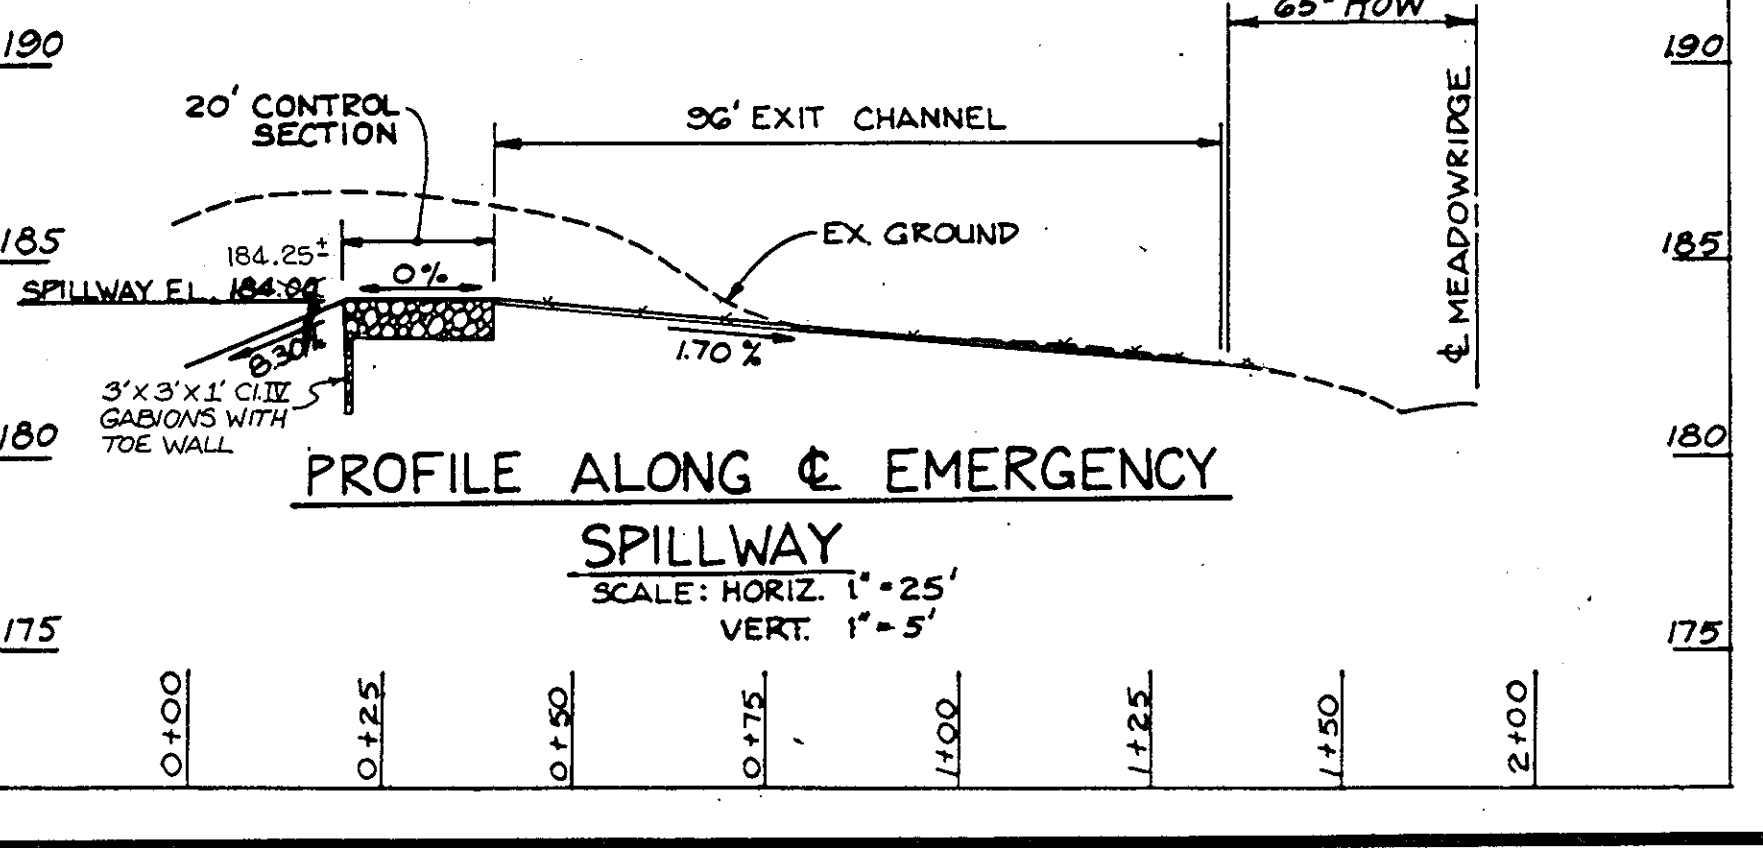 65' ROW
190
190
20' CONTROL
SECTION
96' EXIT CHANNEL
℄ MEADOWRIDGE
185
185
EX. GROUND
184.25±
0%
SPILLWAY EL. 184.00
8.30%
1.70%
3'X3'X1' Cl. IV
GABIONS WITH
TOE WALL
180
180
PROFILE ALONG ℄ EMERGENCY
SPILLWAY
SCALE: HORIZ. 1"=25'
VERT. 1"=5'
175
175
0+00
0+25
0+50
0+75
1+00
1+25
1+50
2+00